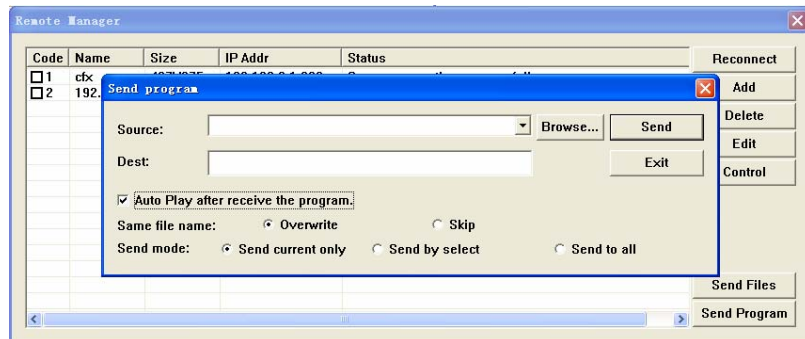 Remote Manager
Code Name Size IP Addr Status
Reconnect
1 cfx
2 192.
Add
Delete
Edit
Control
Send program
Source: Browse... Send
Dest: Exit
Auto Play after receive the program.
Same file name: Overwrite Skip
Send mode: Send current only Send by select Send to all
Send Files
Send Program